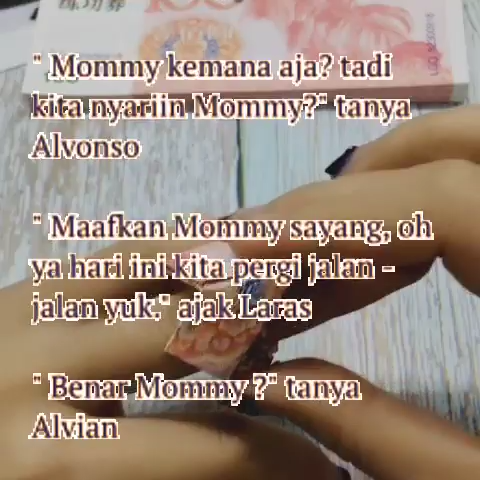 " Mommy kemana aja? tadi
kita nyariin Mommy?" tanya
Alvonso
" Maafkan Mommy sayang, oh
ya hari ini kita pergi jalan -
jalan yuk." ajak Laras
" Benar Mommy ?" tanya
Alvian